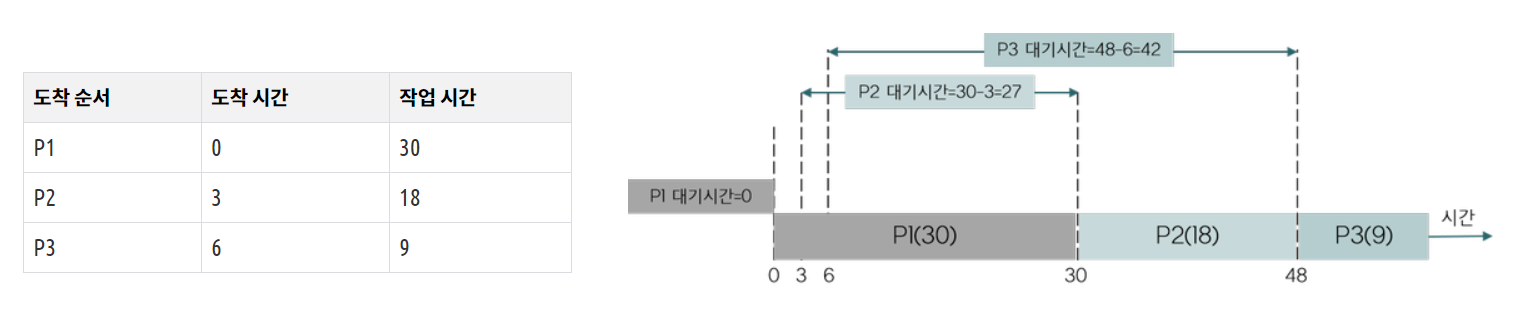 도착 순서 도착 시간 작업 시간
P1 0 30
P2 3 18
P3 6 9
P3 대기시간=48-6=42
P2 대기시간=30-3=27
P1 대기시간=0
P1(30) P2(18) P3(9) 시간
0 3 6 30 48